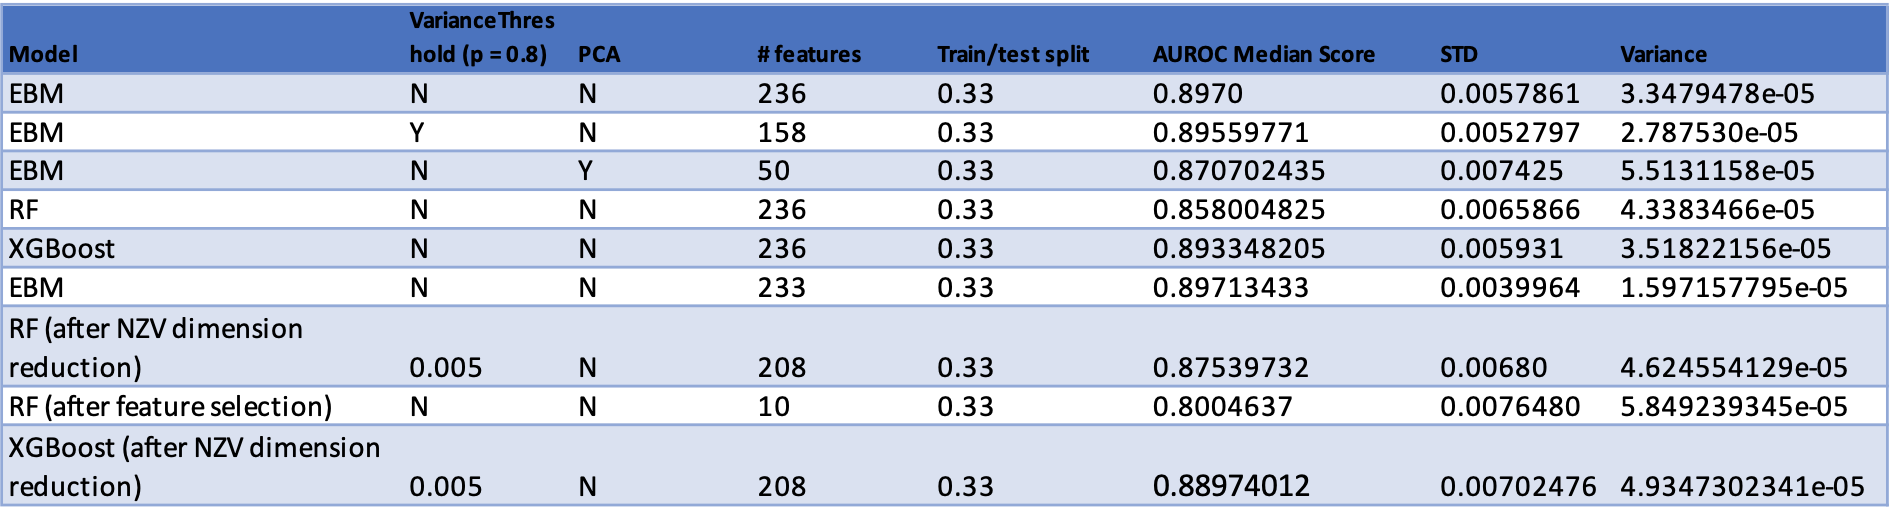 Model VarianceThres hold (p = 0.8) PCA # features Train/test split AUROC Median Score STD Variance
EBM N N 236 0.33 0.8970 0.0057861 3.3479478e-05
EBM Y N 158 0.33 0.89559771 0.0052797 2.787530e-05
EBM N Y 50 0.33 0.870702435 0.007425 5.5131158e-05
RF N N 236 0.33 0.858004825 0.0065866 4.3383466e-05
XGBoost N N 236 0.33 0.893348205 0.005931 3.51822156e-05
EBM N N 233 0.33 0.89713433 0.0039964 1.597157795e-05
RF (after NZV dimension
reduction) 0.005 N 208 0.33 0.87539732 0.00680 4.624554129e-05
RF (after feature selection) N N 10 0.33 0.8004637 0.0076480 5.849239345e-05
XGBoost (after NZV dimension
reduction) 0.005 N 208 0.33 0.88974012 0.00702476 4.9347302341e-05